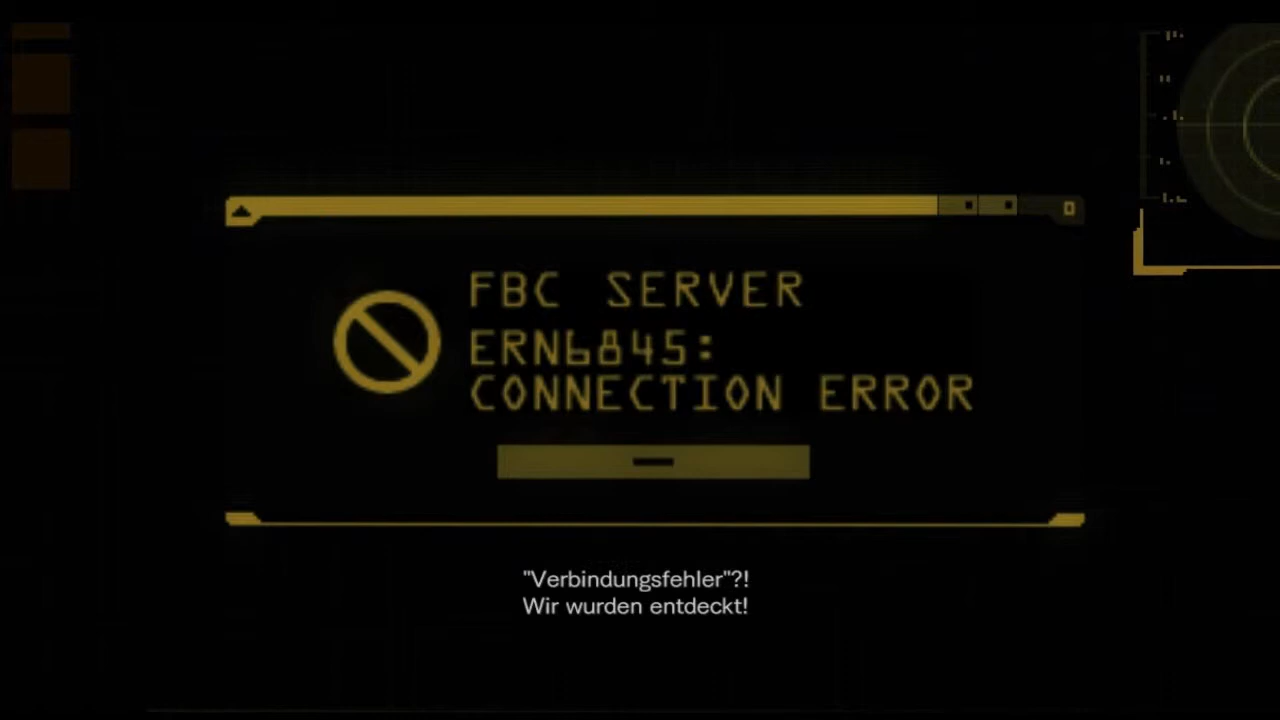 FBC SERVER
ERN6845:
CONNECTION ERROR
"Verbindungsfehler"?!
Wir wurden entdeckt!